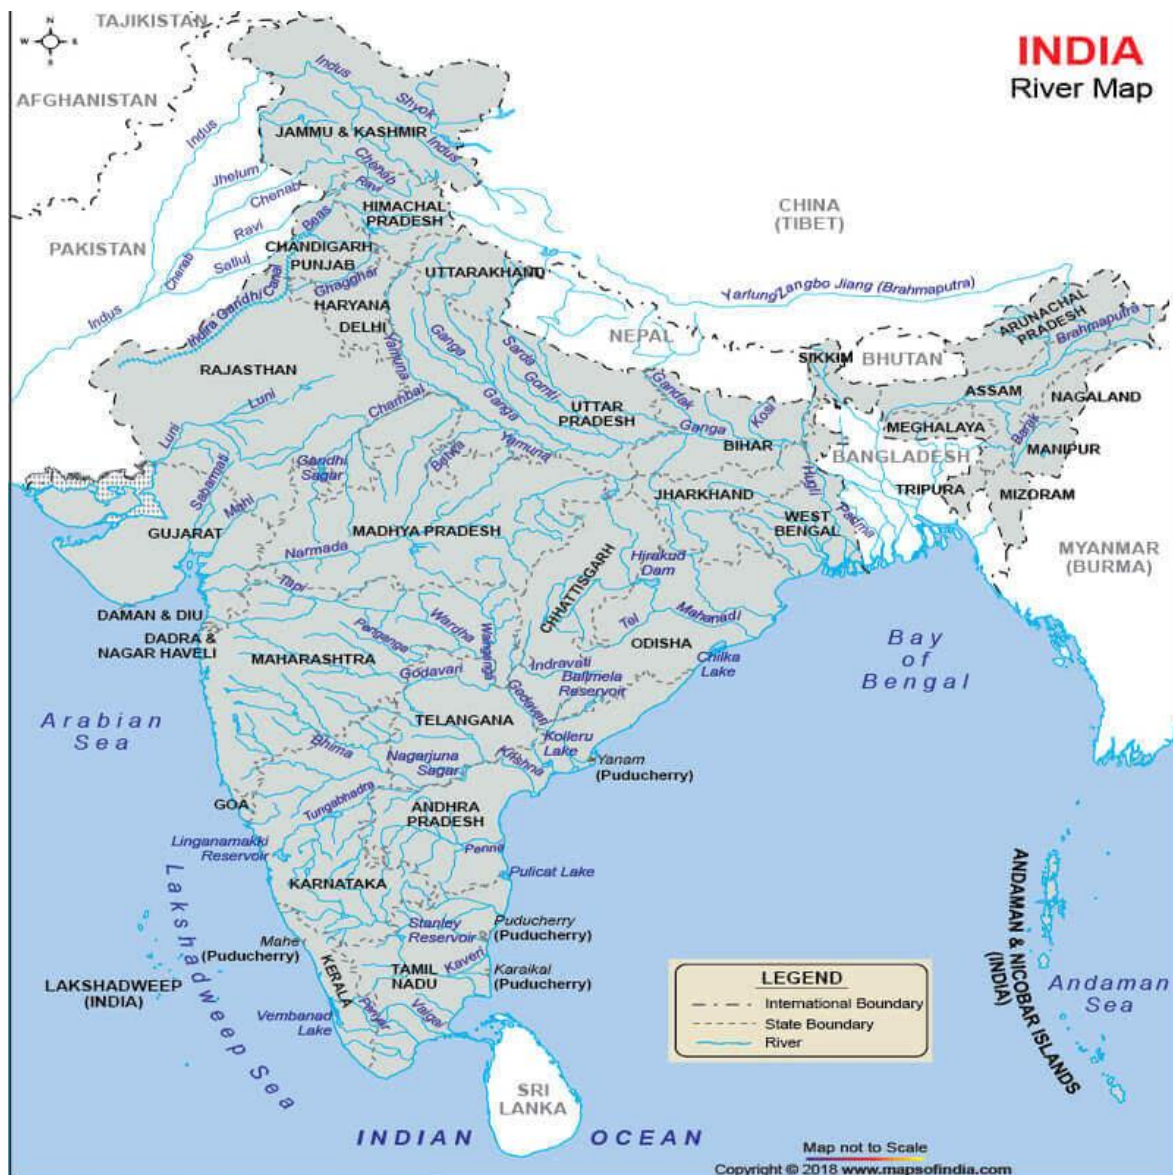 INDIA
River Map
N
W
E
S
TAJIKISTAN
AFGHANISTAN
PAKISTAN
CHINA
(TIBET)
NEPAL
BHUTAN
BANGLADESH
MYANMAR
(BURMA)
SRI
LANKA
Indus
Shyok
Indus
JAMMU & KASHMIR
Indus
Jhelum
Chenab
Chenab
Ravi
Ravi
Beas
HIMACHAL
PRADESH
CHANDIGARH
PUNJAB
Chenab
Satluj
Indus
Indira Gandhi Canal
Ghagghar
HARYANA
DELHI
UTTARAKHAND
Yarlung Zangbo Jiang (Brahmaputra)
ARUNACHAL
PRADESH
Brahmaputra
SIKKIM
ASSAM
NAGALAND
MEGHALAYA
Barak
MANIPUR
TRIPURA
MIZORAM
RAJASTHAN
Yamuna
Ganga
Sarda
Gomti
Ganga
UTTAR
PRADESH
Gandak
Ganga
Kosi
BIHAR
Luni
Luni
Chambal
Betwa
Yamuna
Gandhi
Sagar
Sabarmati
Mahi
GUJARAT
MADHYA PRADESH
JHARKHAND
WEST
BENGAL
Hugli
Padma
Narmada
Tapi
CHHATTISGARH
Hirakud
Dam
Tel
Mahanadi
ODISHA
Chilka
Lake
DAMAN & DIU
DADRA &
NAGAR HAVELI
MAHARASHTRA
Penganga
Wardha
Wainganga
Godavari
Indravati
Balimela
Reservoir
Godavari
TELANGANA
Kolleru
Lake
Bhima
Nagarjuna
Sagar
Krishna
Yanam
(Puducherry)
GOA
Tungabhadra
ANDHRA
PRADESH
Linganamakki
Reservoir
Penne
Pulicat Lake
KARNATAKA
Stanley
Reservoir
Puducherry
(Puducherry)
Mahe
(Puducherry)
KERALA
TAMIL
NADU
Kaveri
Karaikal
(Puducherry)
Vembanad
Lake
Periyar
Vaigai
Arabian
Sea
Bay
of
Bengal
Lakshadweep Sea
LAKSHADWEEP
(INDIA)
ANDAMAN & NICOBAR ISLANDS
(INDIA)
Andaman
Sea
INDIAN OCEAN
LEGEND
International Boundary
State Boundary
River
Map not to Scale
Copyright © 2018 www.mapsofindia.com